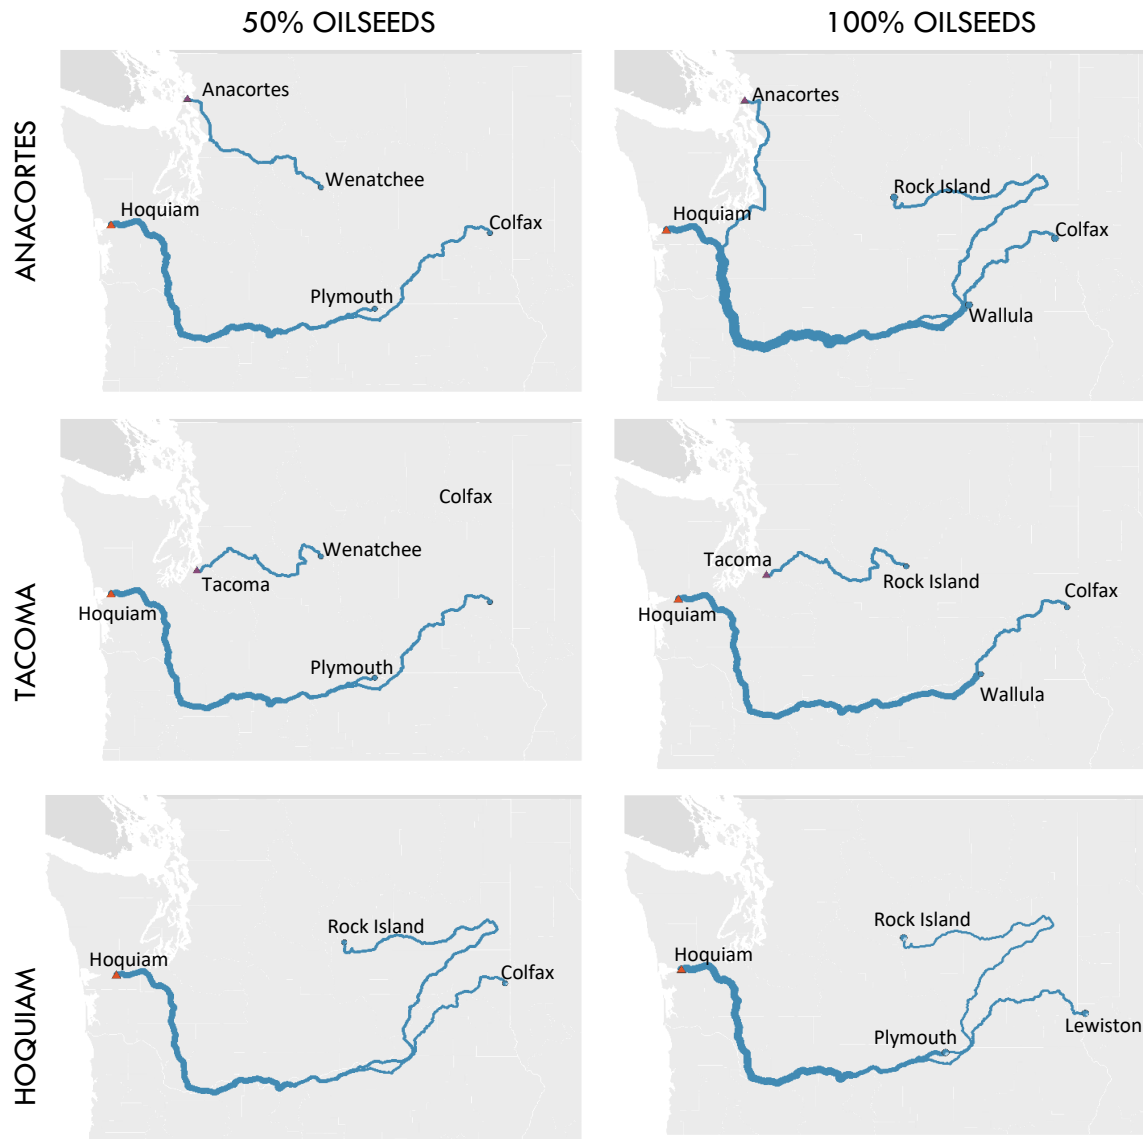 50% OILSEEDS
100% OILSEEDS
ANACORTES
Anacortes
Wenatchee
Hoquiam
Colfax
Plymouth
Anacortes
Rock Island
Hoquiam
Colfax
Wallula
TACOMA
Colfax
Wenatchee
Tacoma
Hoquiam
Plymouth
Tacoma
Rock Island
Colfax
Hoquiam
Wallula
HOQUIAM
Rock Island
Hoquiam
Colfax
Rock Island
Hoquiam
Lewiston
Plymouth